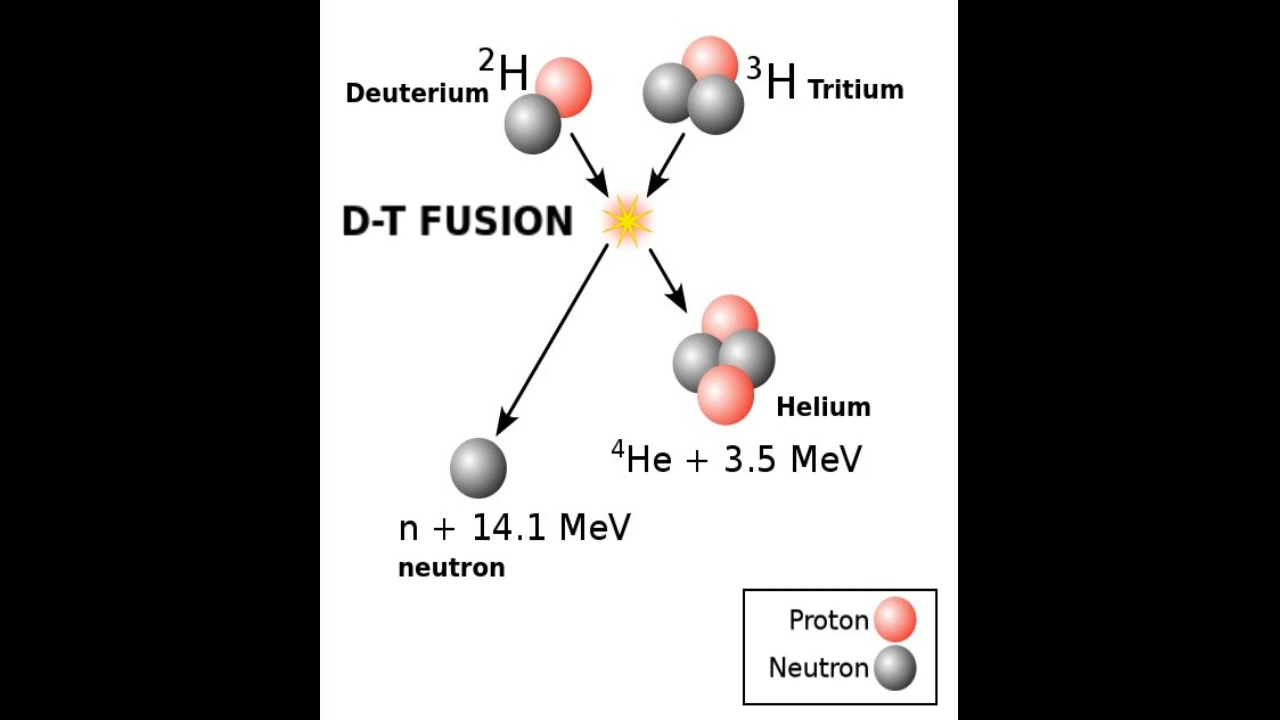 Deuterium ²H
³H Tritium
D-T FUSION
Helium
⁴He + 3.5 MeV
n + 14.1 MeV
neutron
Proton
Neutron